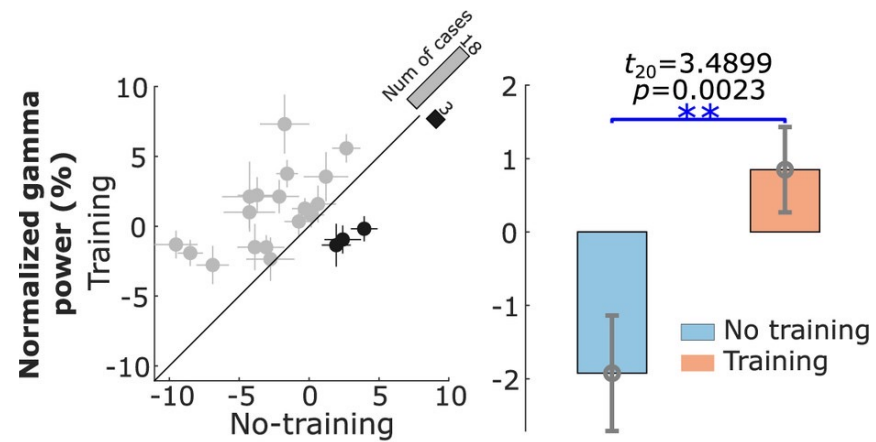 Normalized gamma
power (%)
Training
10
5
0
-5
-10
-10
-5
0
5
10
No-training
Num of cases
18
3
t20=3.4899
p=0.0023
**
2
1
0
-1
-2
No training
Training